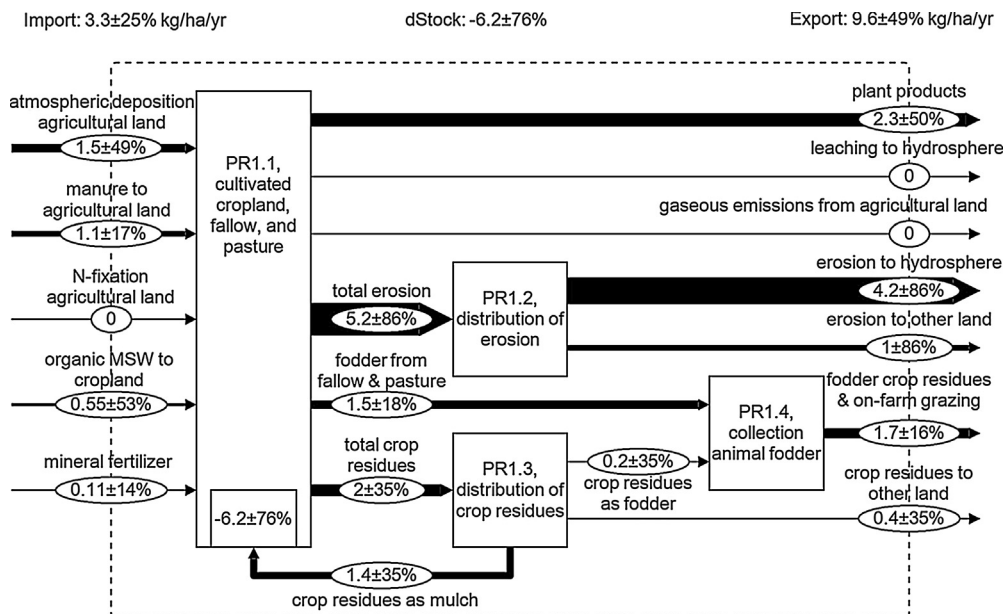 Import: 3.3±25% kg/ha/yr
dStock: -6.2±76%
Export: 9.6±49% kg/ha/yr
atmospheric deposition
agricultural land
1.5±49%
manure to
agricultural land
1.1±17%
N-fixation
agricultural land
0
organic MSW to
cropland
0.55±53%
mineral fertilizer
0.11±14%
PR1.1,
cultivated
cropland,
fallow, and
pasture
-6.2±76%
total erosion
5.2±86%
fodder from
fallow & pasture
1.5±18%
total crop
residues
2±35%
1.4±35%
crop residues as mulch
PR1.2,
distribution of
erosion
PR1.3,
distribution of
crop residues
0.2±35%
crop residues
as fodder
PR1.4,
collection
animal fodder
plant products
2.3±50%
leaching to hydrosphere
0
gaseous emissions from agricultural land
0
erosion to hydrosphere
4.2±86%
erosion to other land
1±86%
fodder crop residues
& on-farm grazing
1.7±16%
crop residues to
other land
0.4±35%